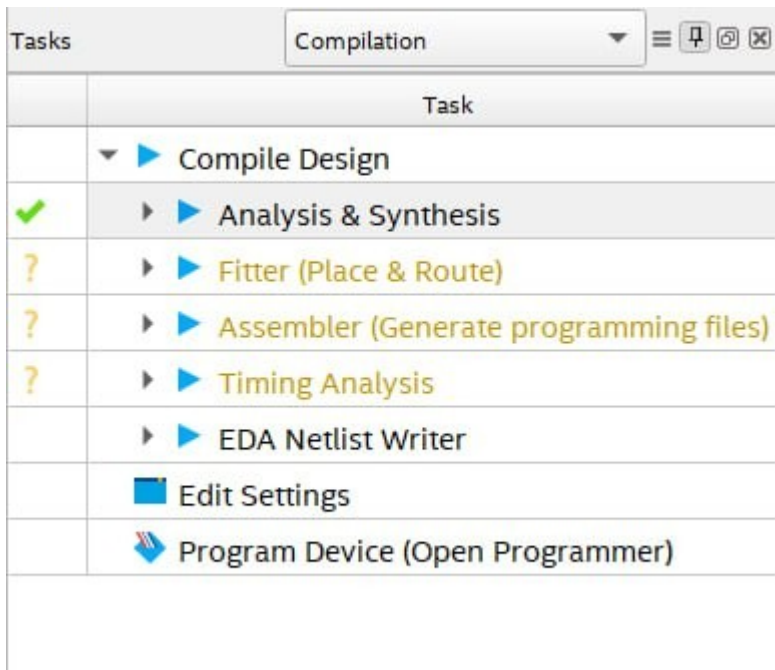 Tasks Compilation
Task
Compile Design
Analysis & Synthesis
? Fitter (Place & Route)
? Assembler (Generate programming files)
? Timing Analysis
EDA Netlist Writer
Edit Settings
Program Device (Open Programmer)